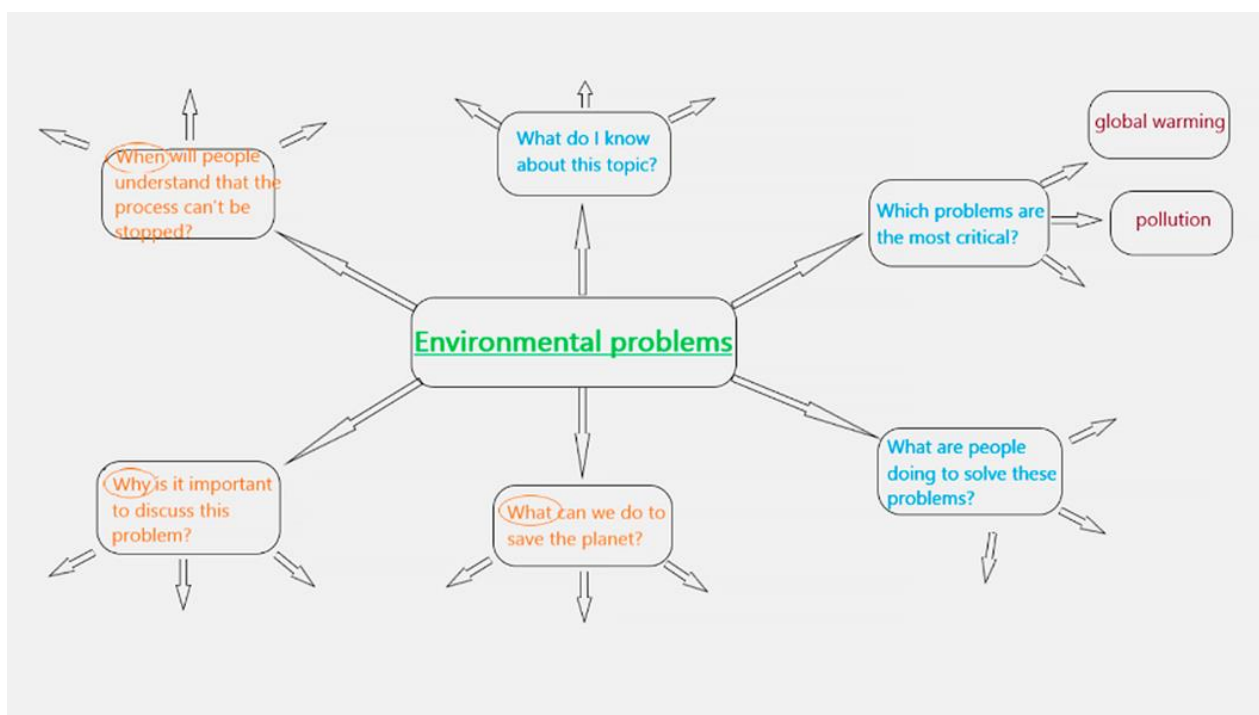 When will people
understand that the
process can't be
stopped?
What do I know
about this topic?
global warming
Which problems are
the most critical?
pollution
Environmental problems
Why is it important
to discuss this
problem?
What can we do to
save the planet?
What are people
doing to solve these
problems?